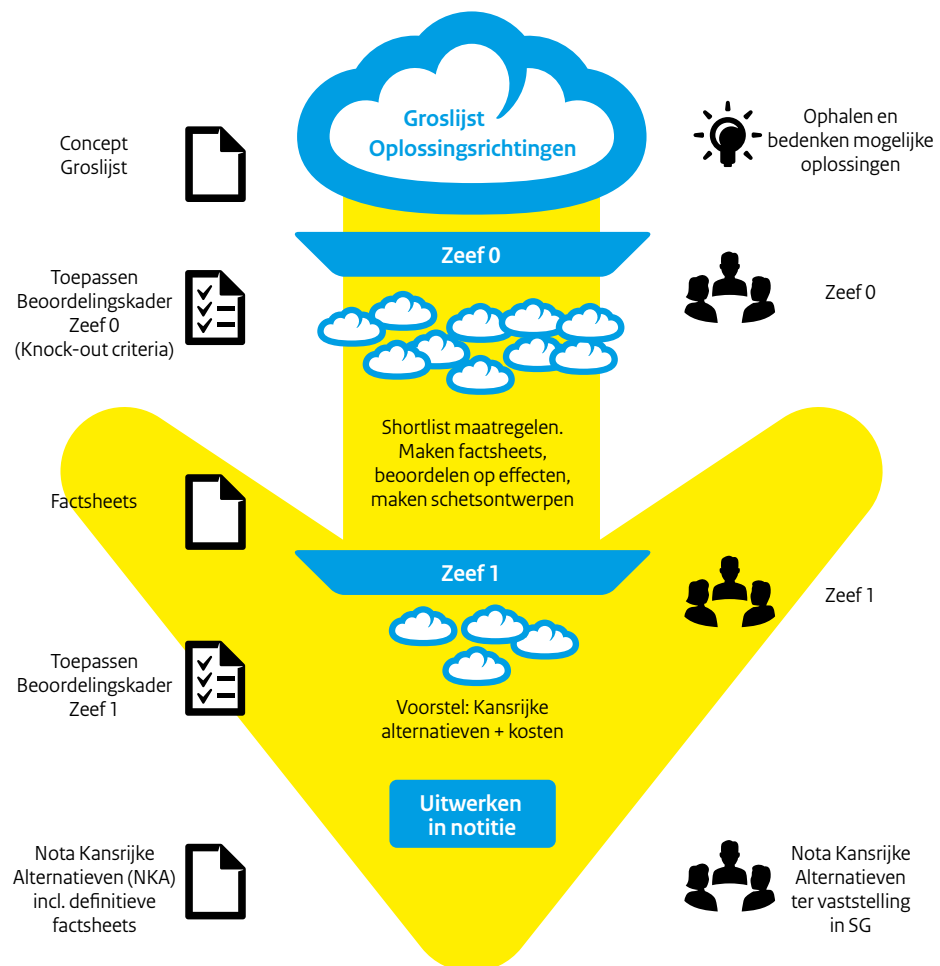 Groslijst
Oplossingsrichtingen
Concept
Groslijst
Ophalen en
bedenken mogelijke
oplossingen
Zeef 0
Toepassen
Beoordelingskader
Zeef 0
(Knock-out criteria)
Zeef 0
Shortlist maatregelen.
Maken factsheets,
beoordelen op effecten,
maken schetsontwerpen
Factsheets
Zeef 1
Zeef 1
Toepassen
Beoordelingskader
Zeef 1
Voorstel: Kansrijke
alternatieven + kosten
Uitwerken
in notitie
Nota Kansrijke
Alternatieven (NKA)
incl. definitieve
factsheets
Nota Kansrijke
Alternatieven
ter vaststelling
in SG